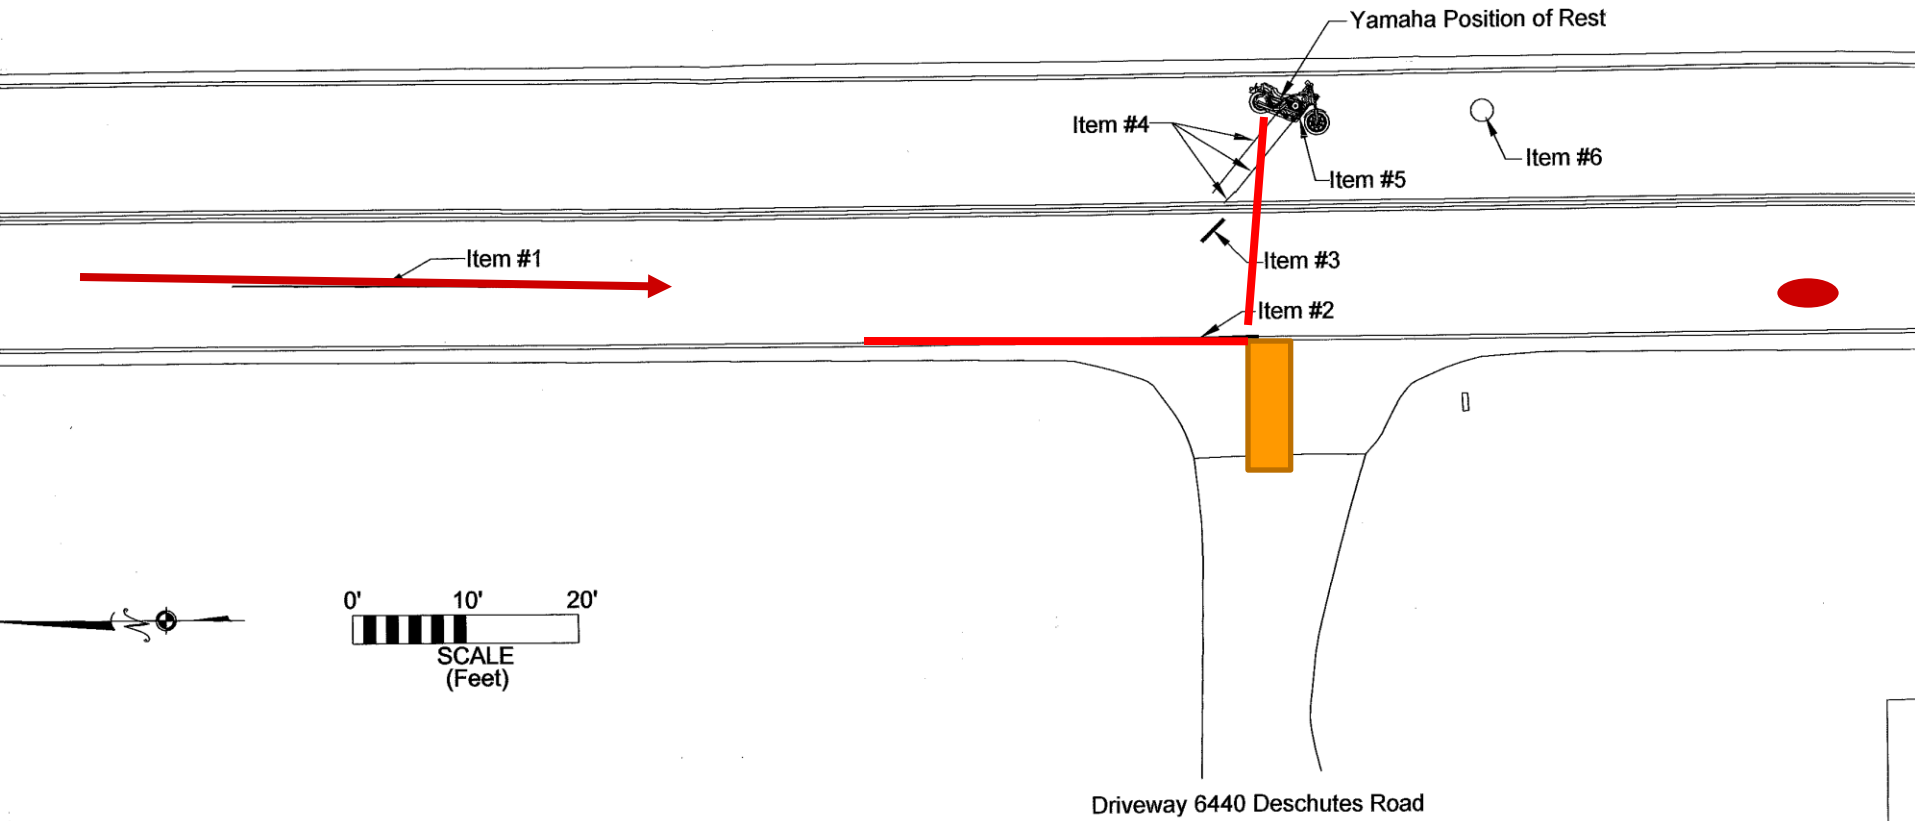 Yamaha Position of Rest
Item #4
Item #6
Item #5
Item #1
Item #3
Item #2
N
0' 10' 20'
SCALE
(Feet)
Driveway 6440 Deschutes Road